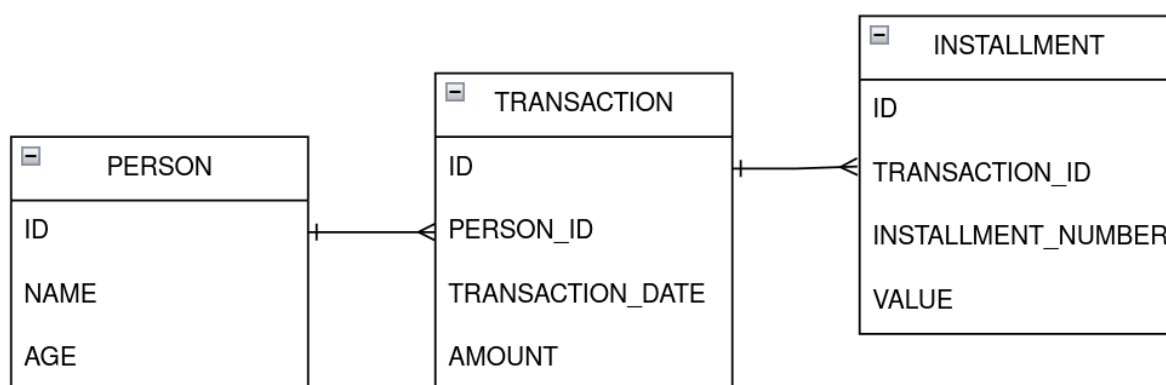 PERSON
ID
NAME
AGE
TRANSACTION
ID
PERSON_ID
TRANSACTION_DATE
AMOUNT
INSTALLMENT
ID
TRANSACTION_ID
INSTALLMENT_NUMBER
VALUE